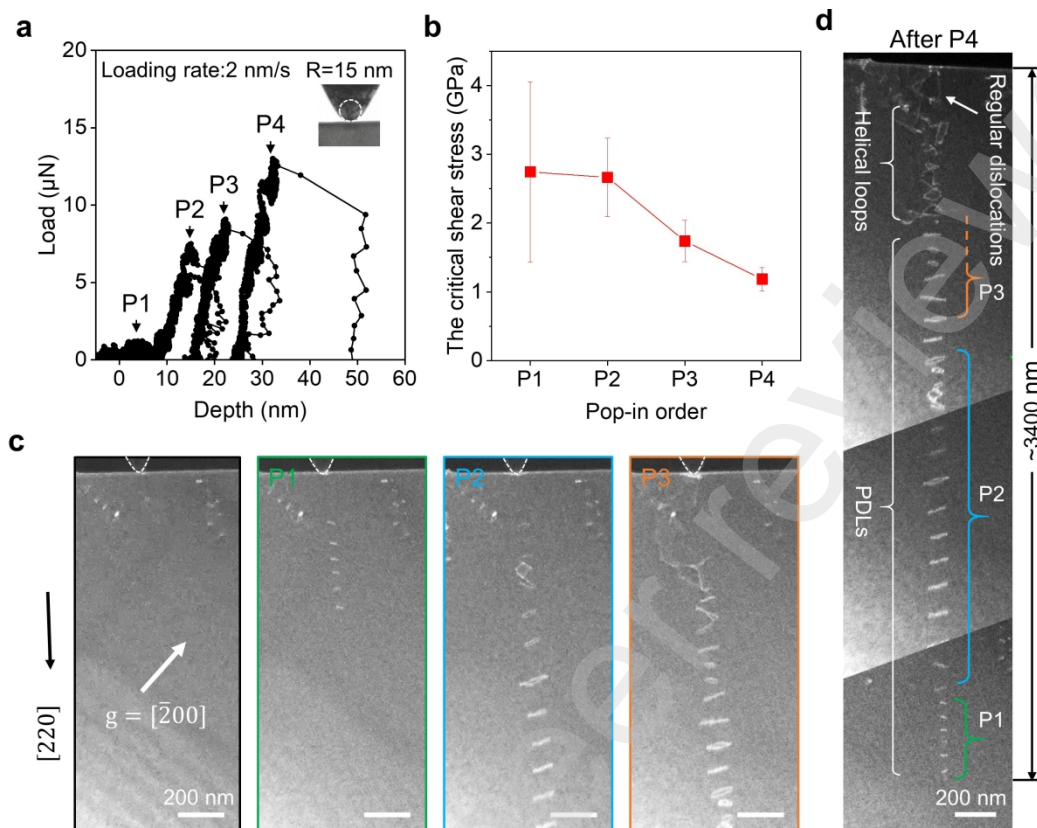 a
20
15
10
5
0
Load (μN)
Loading rate:2 nm/s
R=15 nm
P1
P2
P3
P4
0 10 20 30 40 50 60
Depth (nm)
b
5
4
3
2
1
0
The critical shear stress (GPa)
P1 P2 P3 P4
Pop-in order
c
[220]
g = [2̄00]
200 nm
P1
P2
P3
d
After P4
Helical loops
Regular dislocations
P3
PDLs
P2
P1
~3400 nm
200 nm
er review